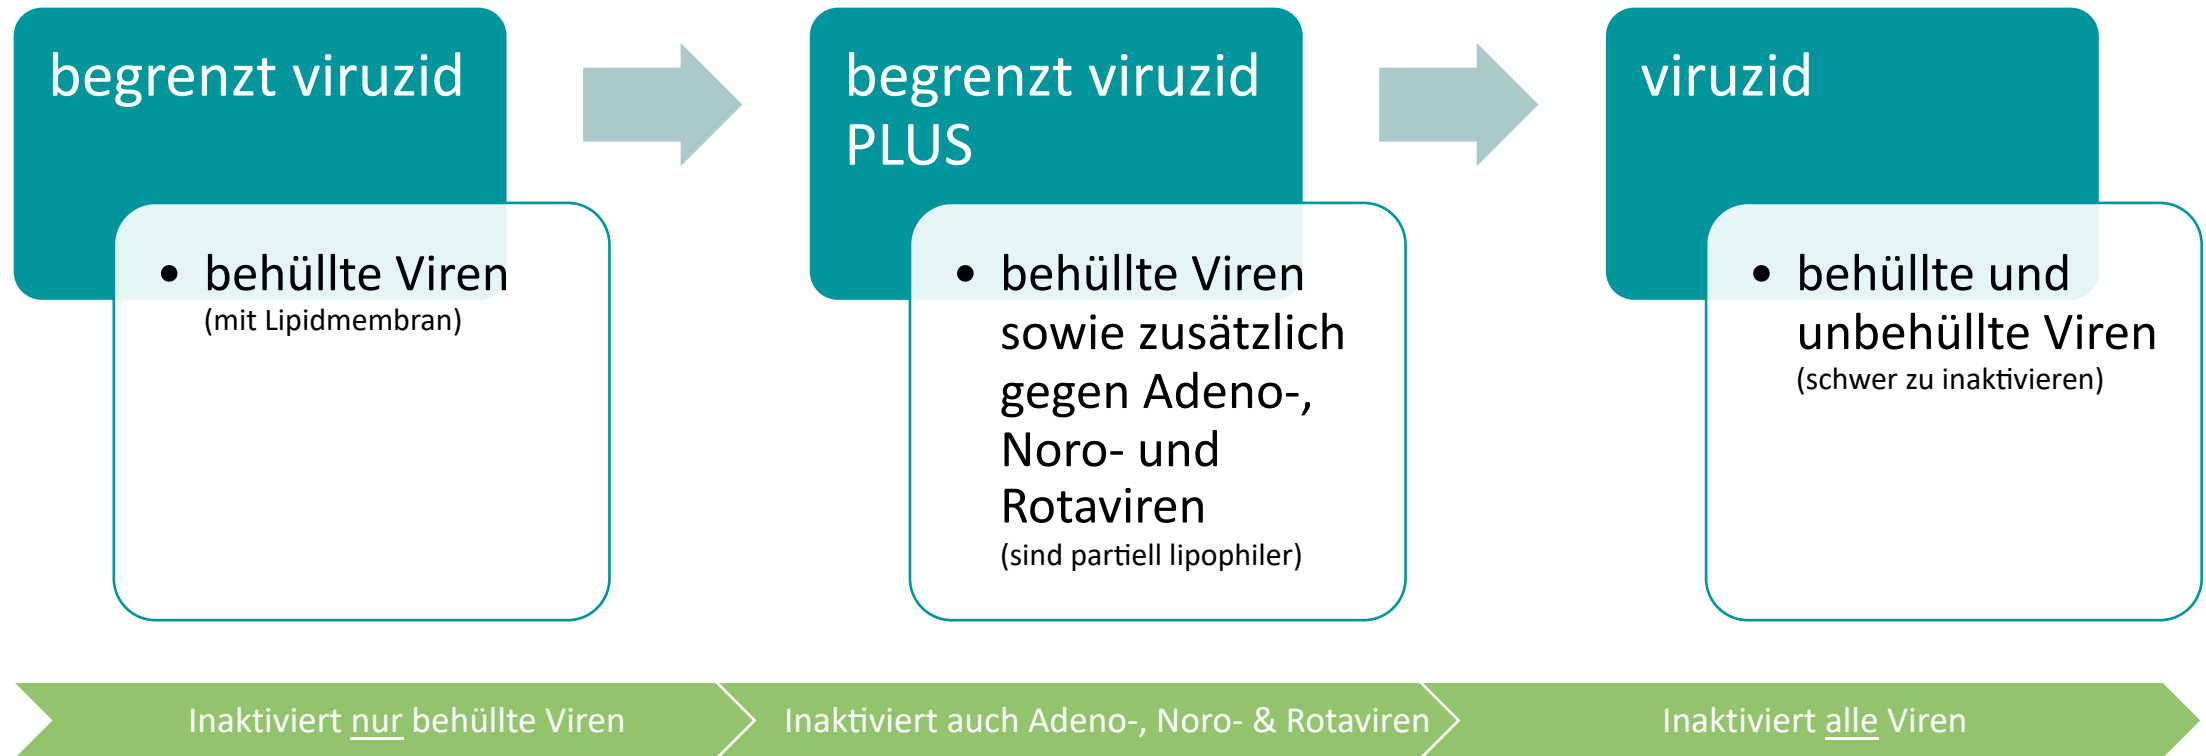 begrenzt viruzid
• behüllte Viren
(mit Lipidmembran)
begrenzt viruzid
PLUS
• behüllte Viren
sowie zusätzlich
gegen Adeno-,
Noro- und
Rotaviren
(sind partiell lipophiler)
viruzid
• behüllte und
unbehüllte Viren
(schwer zu inaktivieren)
Inaktiviert nur behüllte Viren
Inaktiviert auch Adeno-, Noro- & Rotaviren
Inaktiviert alle Viren